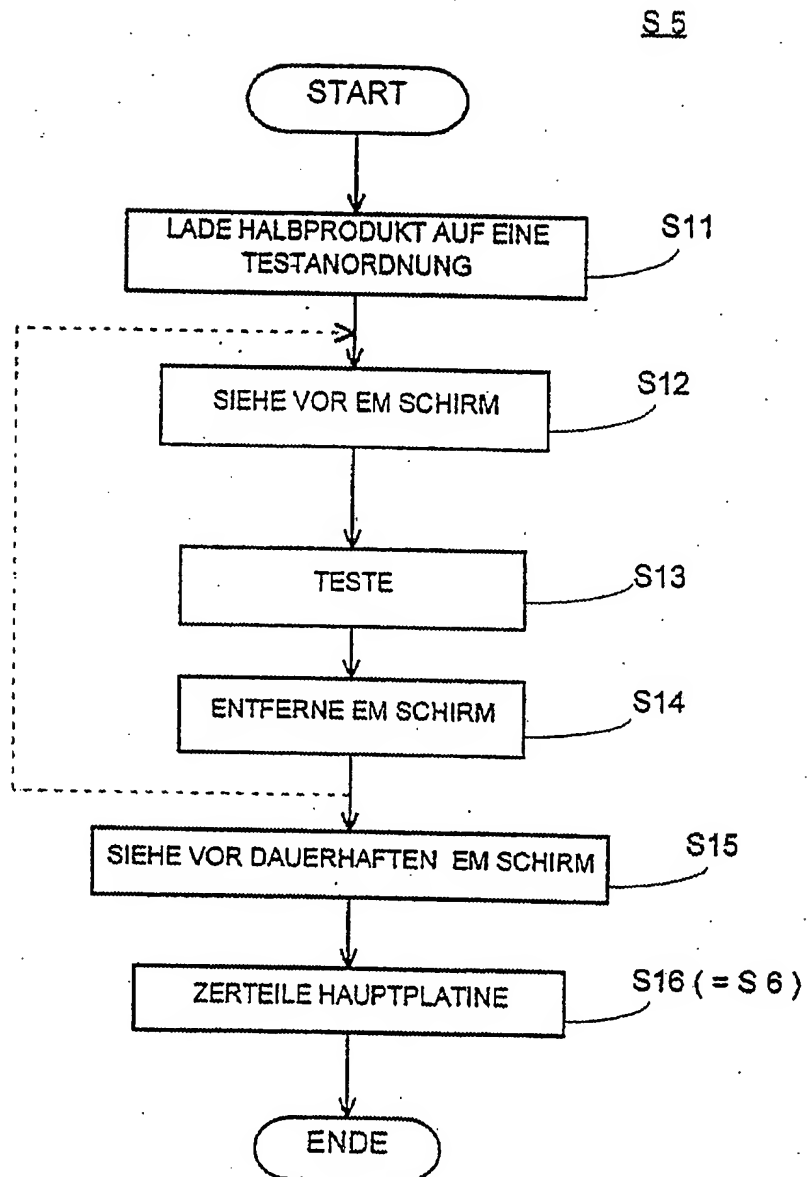 S 5
START
LADE HALBPRODUKT AUF EINE
TESTANORDNUNG
S11
SIEHE VOR EM SCHIRM
S12
TESTE
S13
ENTFERNE EM SCHIRM
S14
SIEHE VOR DAUERHAFTEN EM SCHIRM
S15
ZERTEILE HAUPTPLATINE
S16 ( = S 6 )
ENDE